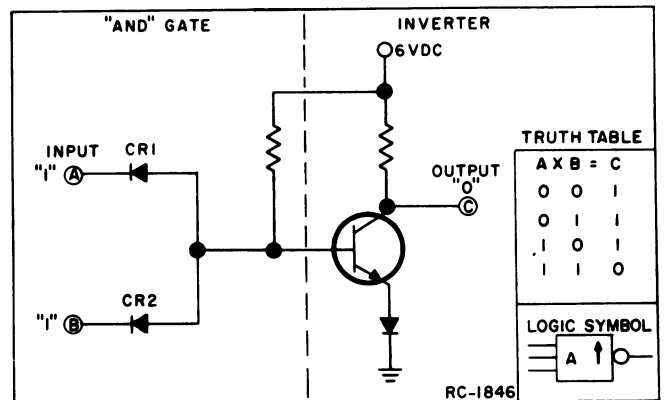 "AND" GATE
INVERTER
6VDC
INPUT
CR1
"1" A
OUTPUT
"0"
C
CR2
"1" B
TRUTH TABLE
A X B = C
0 0 1
0 1 1
1 0 1
1 1 0
LOGIC SYMBOL
A
RC-1846